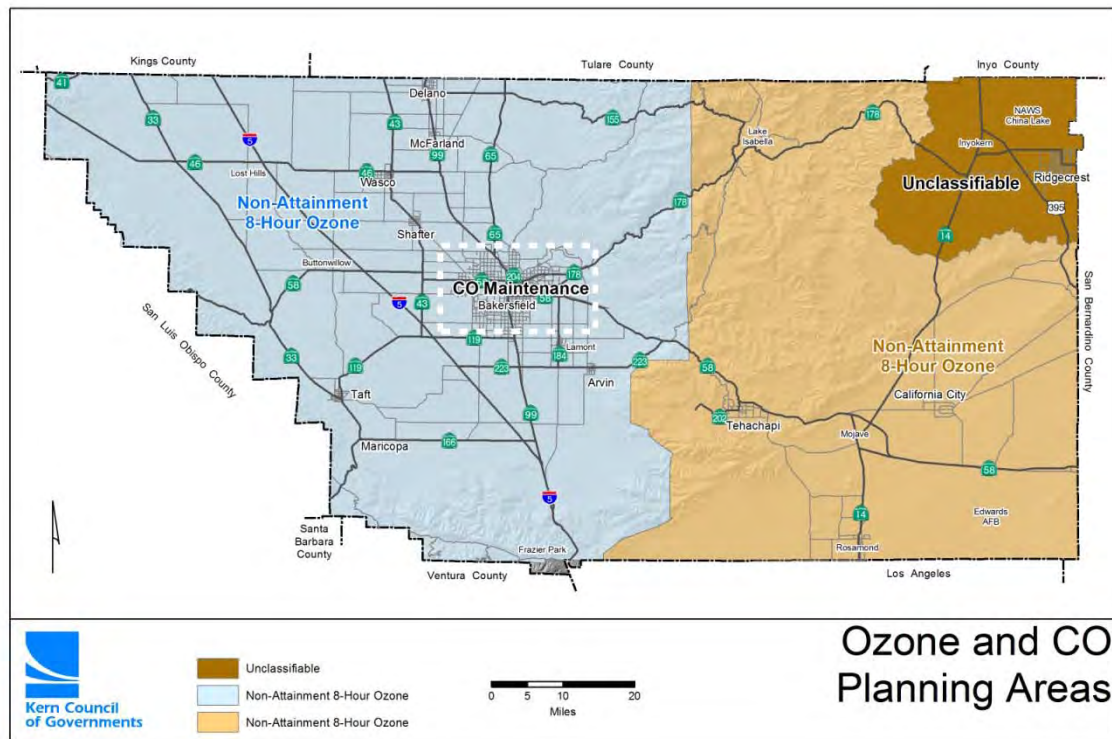 Kings County
Tulare County
Inyo County
41
33
5
43
Delano
McFarland
99
65
155
178
Lake
Isabella
NAWS
China Lake
Inyokern
Ridgecrest
395
Unclassifiable
14
46
Lost Hills
46
Wasco
Non-Attainment
8-Hour Ozone
Shafter
65
178
Buttonwillow
58
5
43
204
178
CO Maintenance
58
Bakersfield
San Luis Obispo County
San Bernardino County
33
119
Taft
119
223
184
Lamont
Arvin
223
58
Non-Attainment
8-Hour Ozone
California City
202
Tehachapi
Mojave
58
99
Maricopa
166
5
14
Edwards
AFB
Rosamond
Santa
Barbara
County
Frazier Park
Ventura County
Los Angeles
Kern Council
of Governments
Unclassifiable
Non-Attainment 8-Hour Ozone
Non-Attainment 8-Hour Ozone
0 5 10 20
Miles
Ozone and CO
Planning Areas